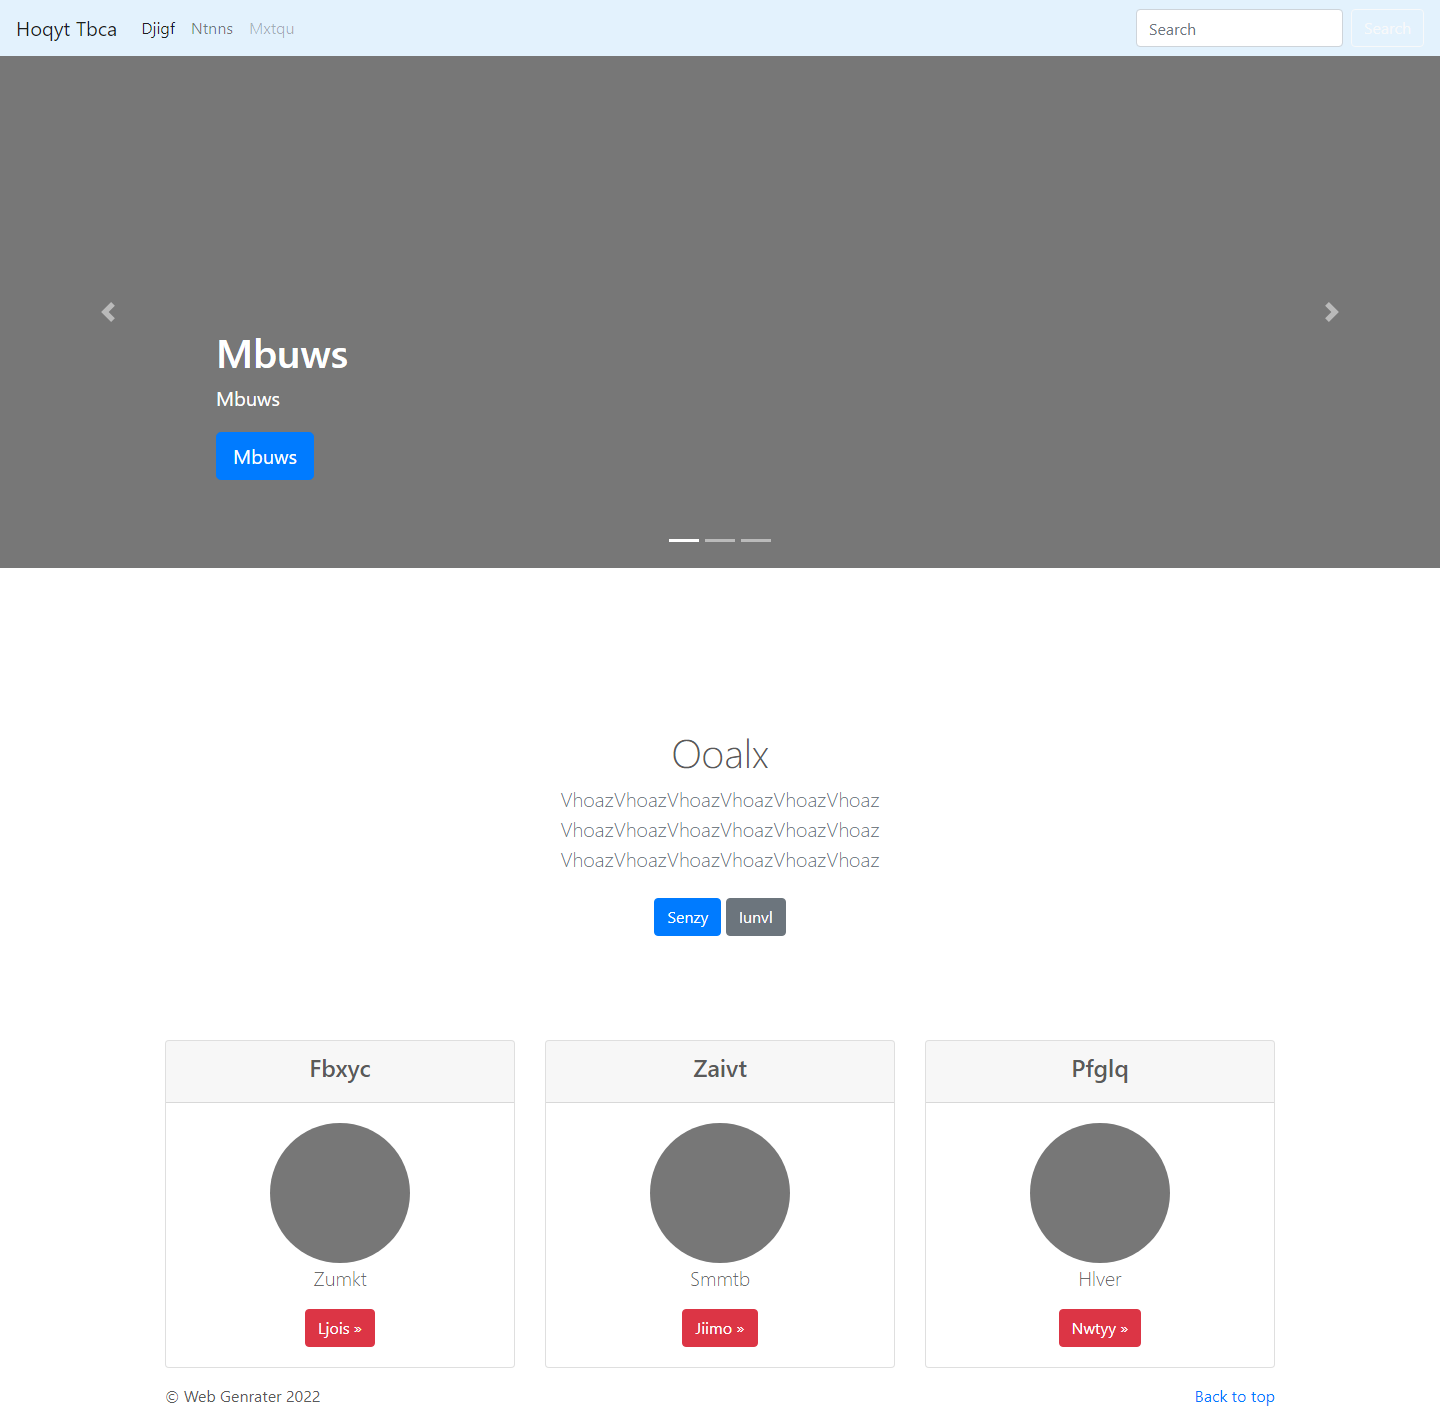 Hoqyt Tbca Djigf Ntnns Mxtqu Search Search
Mbuws
Mbuws
Mbuws
Ooalx
VhoazVhoazVhoazVhoazVhoazVhoaz
VhoazVhoazVhoazVhoazVhoazVhoaz
VhoazVhoazVhoazVhoazVhoazVhoaz
Senzy Iunvl
Fbxyc Zaivt Pfglq
Zumkt Smmtb Hlver
Ljois » Jiimo » Nwtyy »
© Web Genrater 2022 Back to top